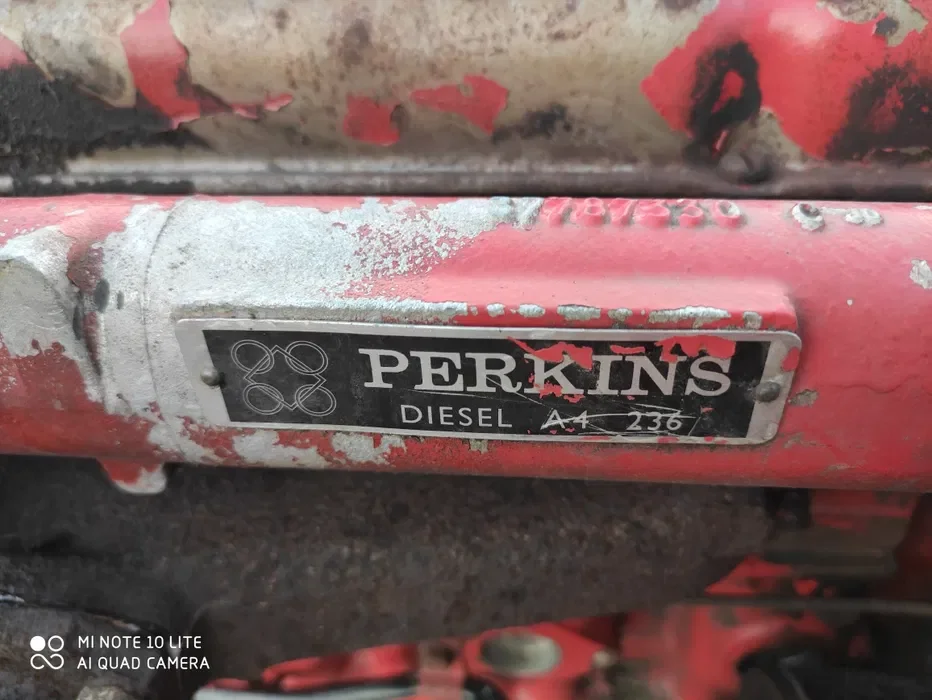 PERKINS
DIESEL A4 236
MI NOTE 10 LITE
AI QUAD CAMERA